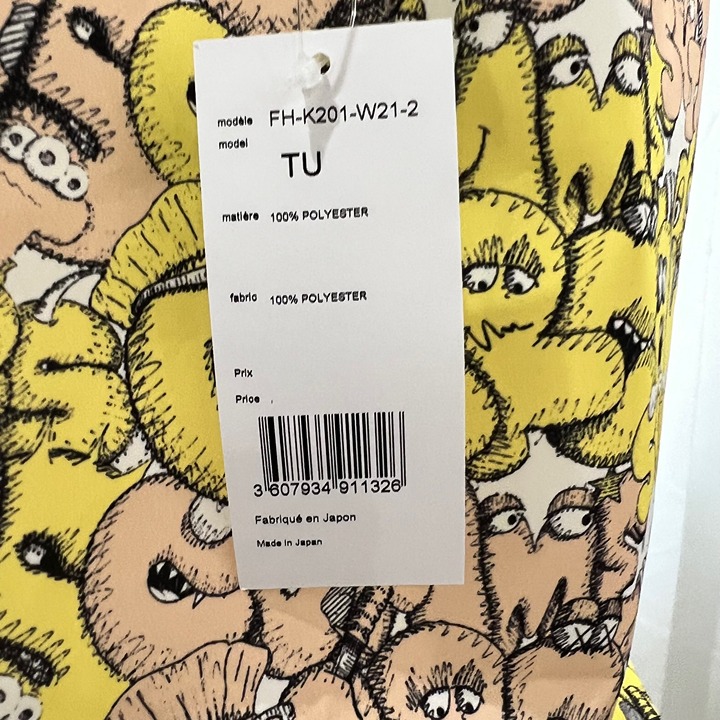 modèle FH-K201-W21-2
model
TU
matière 100% POLYESTER
fabric 100% POLYESTER
Prix
Price
3 607934 911326
Fabriqué en Japon
Made in Japan